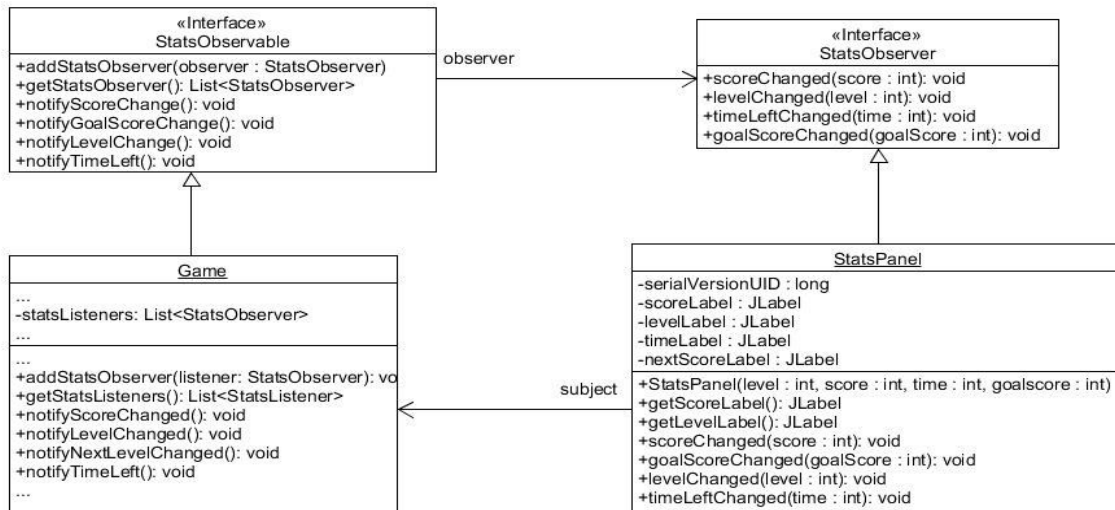 «Interface»
StatsObservable
+addStatsObserver(observer : StatsObserver)
+getStatsObserver(): List<StatsObserver>
+notifyScoreChange(): void
+notifyGoalScoreChange(): void
+notifyLevelChange(): void
+notifyTimeLeft(): void
observer
«Interface»
StatsObserver
+scoreChanged(score : int): void
+levelChanged(level : int): void
+timeLeftChanged(time : int): void
+goalScoreChanged(goalScore : int): void
Game
...
-statsListeners: List<StatsObserver>
...
...
+addStatsObserver(listener: StatsObserver): vo
+getStatsListeners(): List<StatsListener>
+notifyScoreChanged(): void
+notifyLevelChanged(): void
+notifyNextLevelChanged(): void
+notifyTimeLeft(): void
...
subject
StatsPanel
-serialVersionUID : long
-scoreLabel : JLabel
-levelLabel : JLabel
-timeLabel : JLabel
-nextScoreLabel : JLabel
+StatsPanel(level : int, score : int, time : int, goalscore : int)
+getScoreLabel(): JLabel
+getLevelLabel(): JLabel
+scoreChanged(score : int): void
+goalScoreChanged(goalScore : int): void
+levelChanged(level : int): void
+timeLeftChanged(time : int): void